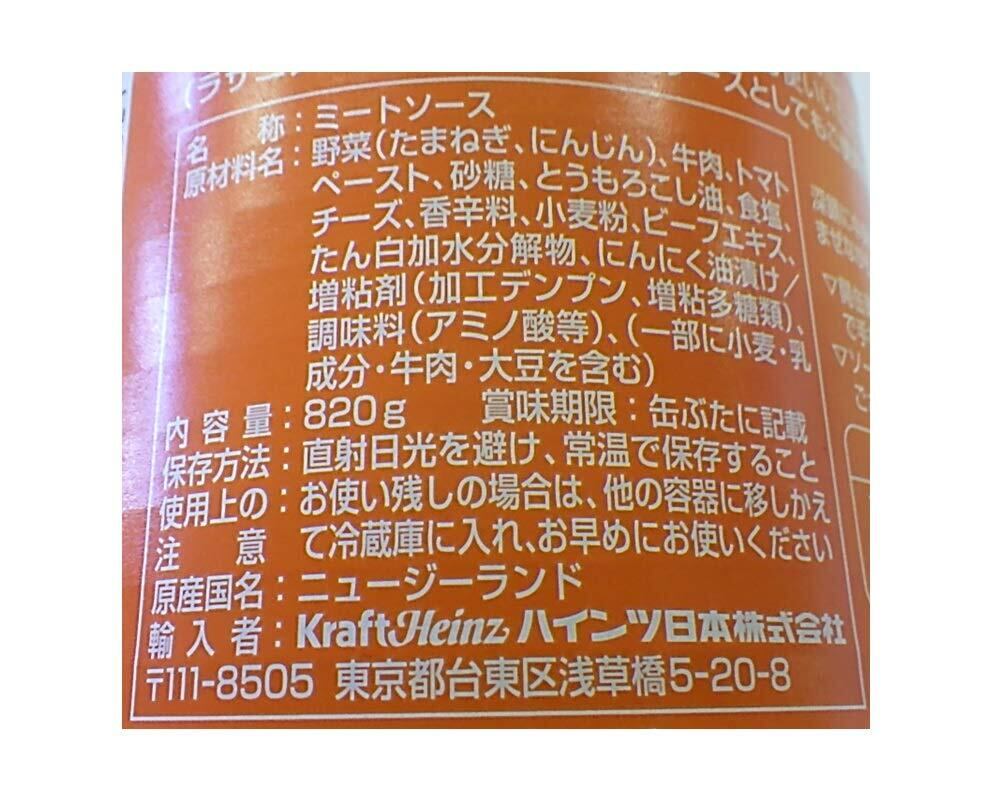 (ラザニア
ースとしても
名称：ミートソース
原材料名：野菜(たまねぎ、にんじん)、牛肉、トマト
ペースト、砂糖、とうもろこし油、食塩、
チーズ、香辛料、小麦粉、ビーフエキス、
たん白加水分解物、にんにく油漬け/
増粘剤(加工デンプン、増粘多糖類)、
調味料(アミノ酸等)、(一部に小麦・乳
成分・牛肉・大豆を含む)
内容量：820g 賞味期限：缶ぶたに記載
保存方法：直射日光を避け、常温で保存すること
使用上の：お使い残しの場合は、他の容器に移しかえ
注意 て冷蔵庫に入れ、お早めにお使いください
原産国名：ニュージーランド
輸入者：KraftHeinz ハインツ日本株式会社
〒111-8505 東京都台東区浅草橋5-20-8